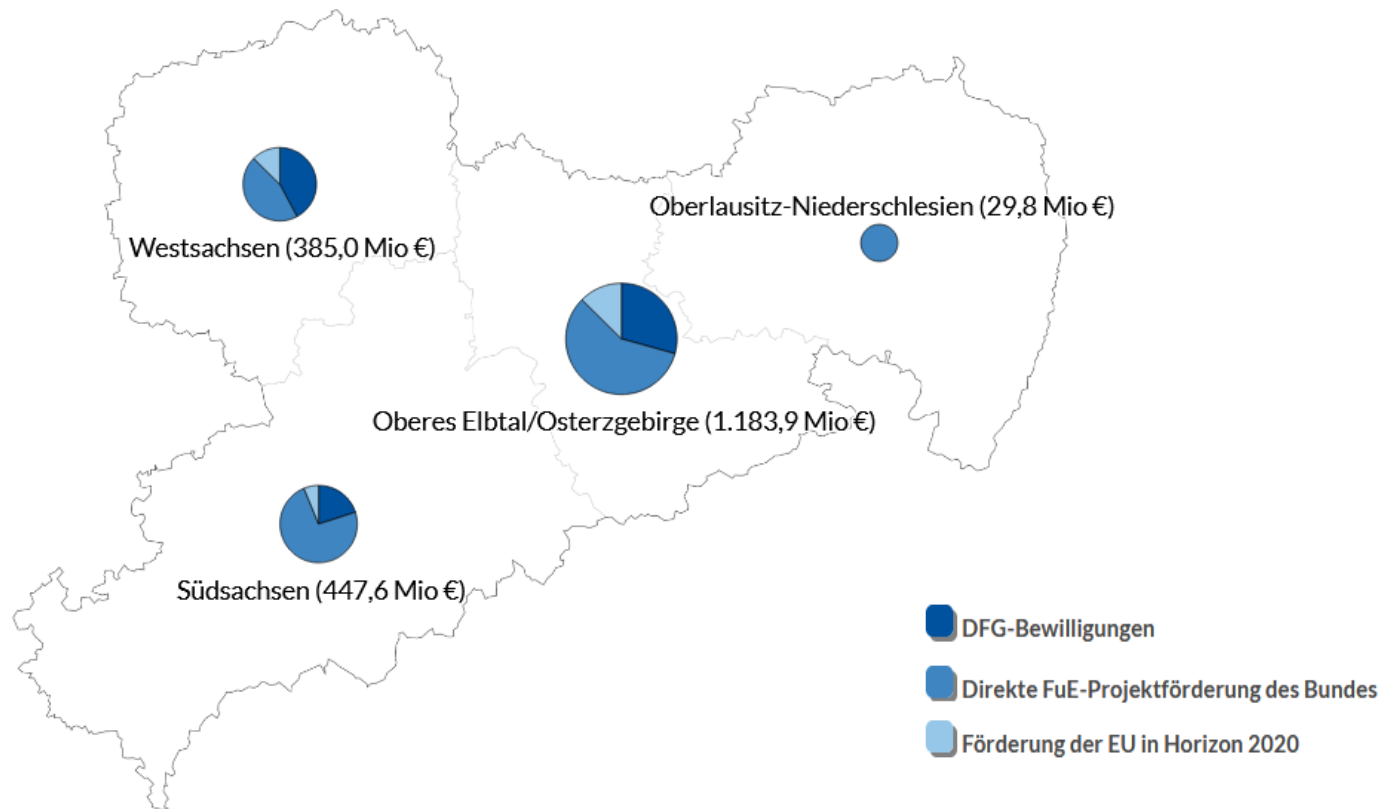 Oberlausitz-Niederschlesien (29,8 Mio €)
Westsachsen (385,0 Mio €)
Oberes Elbtal/Osterzgebirge (1.183,9 Mio €)
Südsachsen (447,6 Mio €)
DFG-Bewilligungen
Direkte FuE-Projektförderung des Bundes
Förderung der EU in Horizon 2020